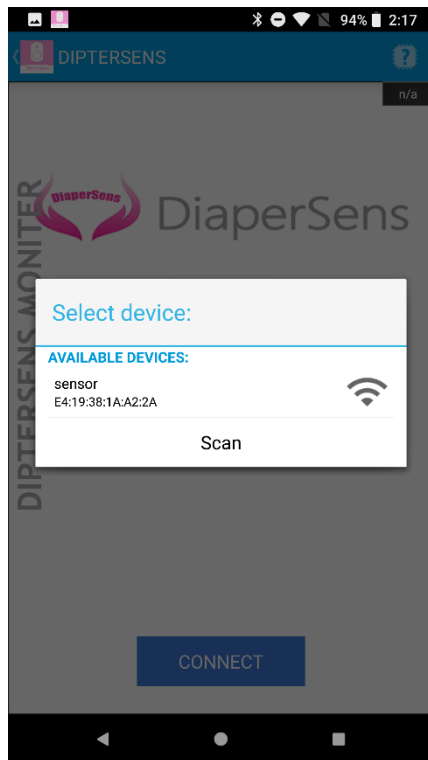 94% 2:17
DIPTERSENS
n/a
DiaperSens
DiaperSens
DIPTERSENS MONITER
Select device:
AVAILABLE DEVICES:
sensor
E4:19:38:1A:A2:2A
Scan
CONNECT